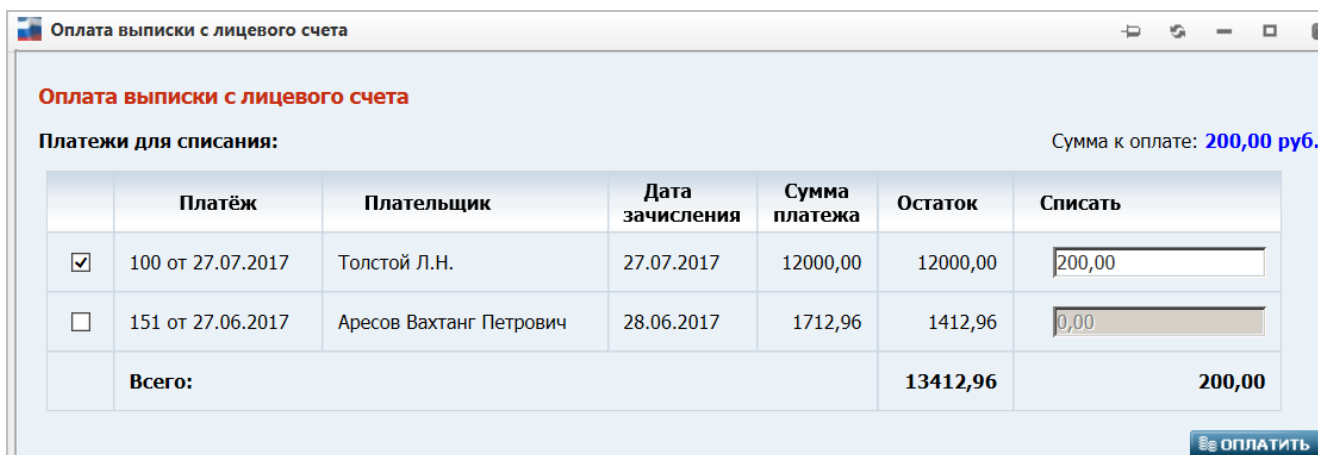 Оплата выписки с лицевого счета
Оплата выписки с лицевого счета
Платежи для списания: Сумма к оплате: 200,00 руб.
Платёж Плательщик Дата зачисления Сумма платежа Остаток Списать
100 от 27.07.2017 Толстой Л.Н. 27.07.2017 12000,00 12000,00 200,00
151 от 27.06.2017 Аресов Вахтанг Петрович 28.06.2017 1712,96 1412,96 0,00
Всего: 13412,96 200,00
ОПЛАТИТЬ